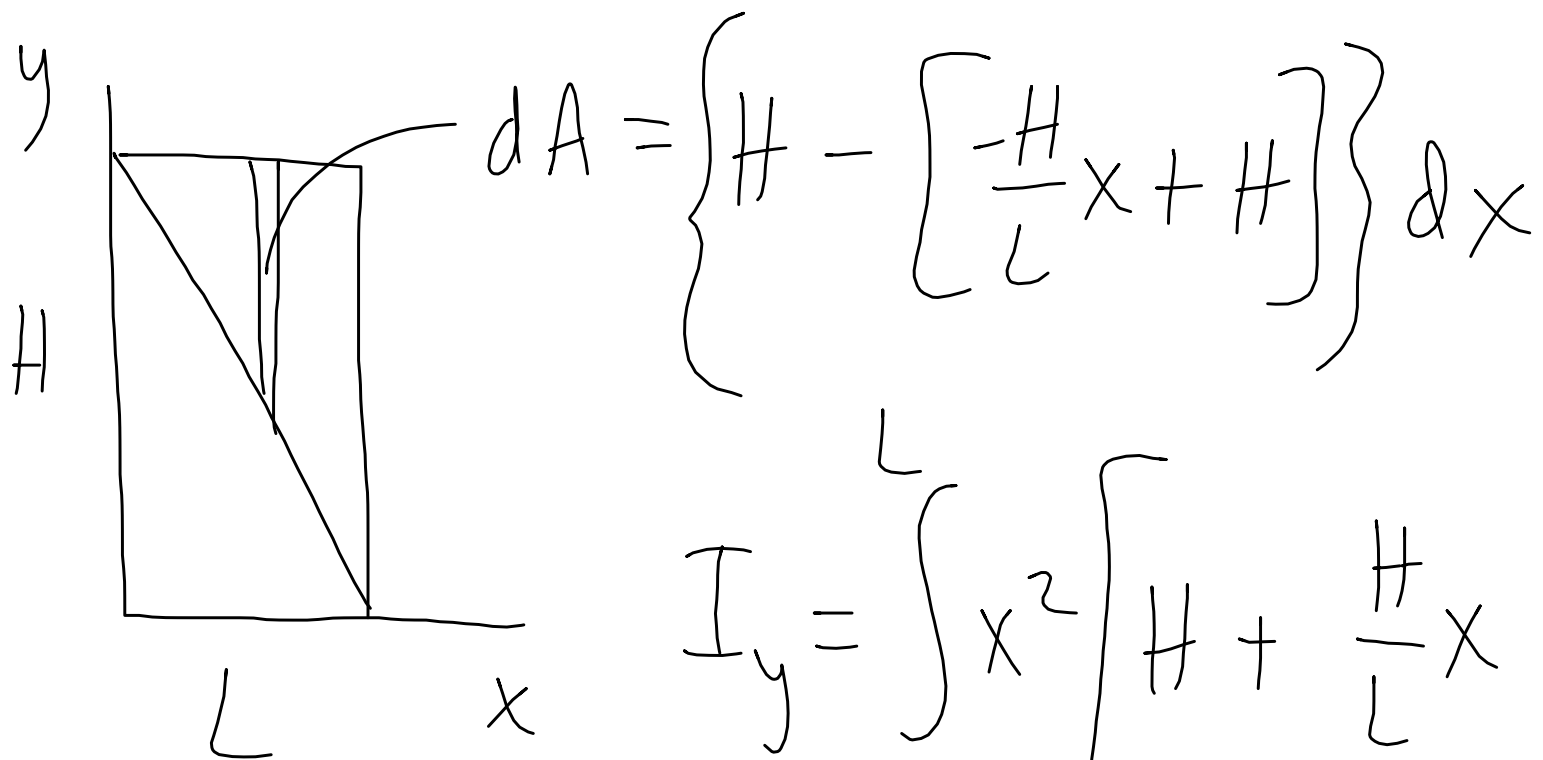 y
dA = { H - [ -H/L x + H ] } dx
H
L
I_y = ∫ x² [ H + H/L x
L x